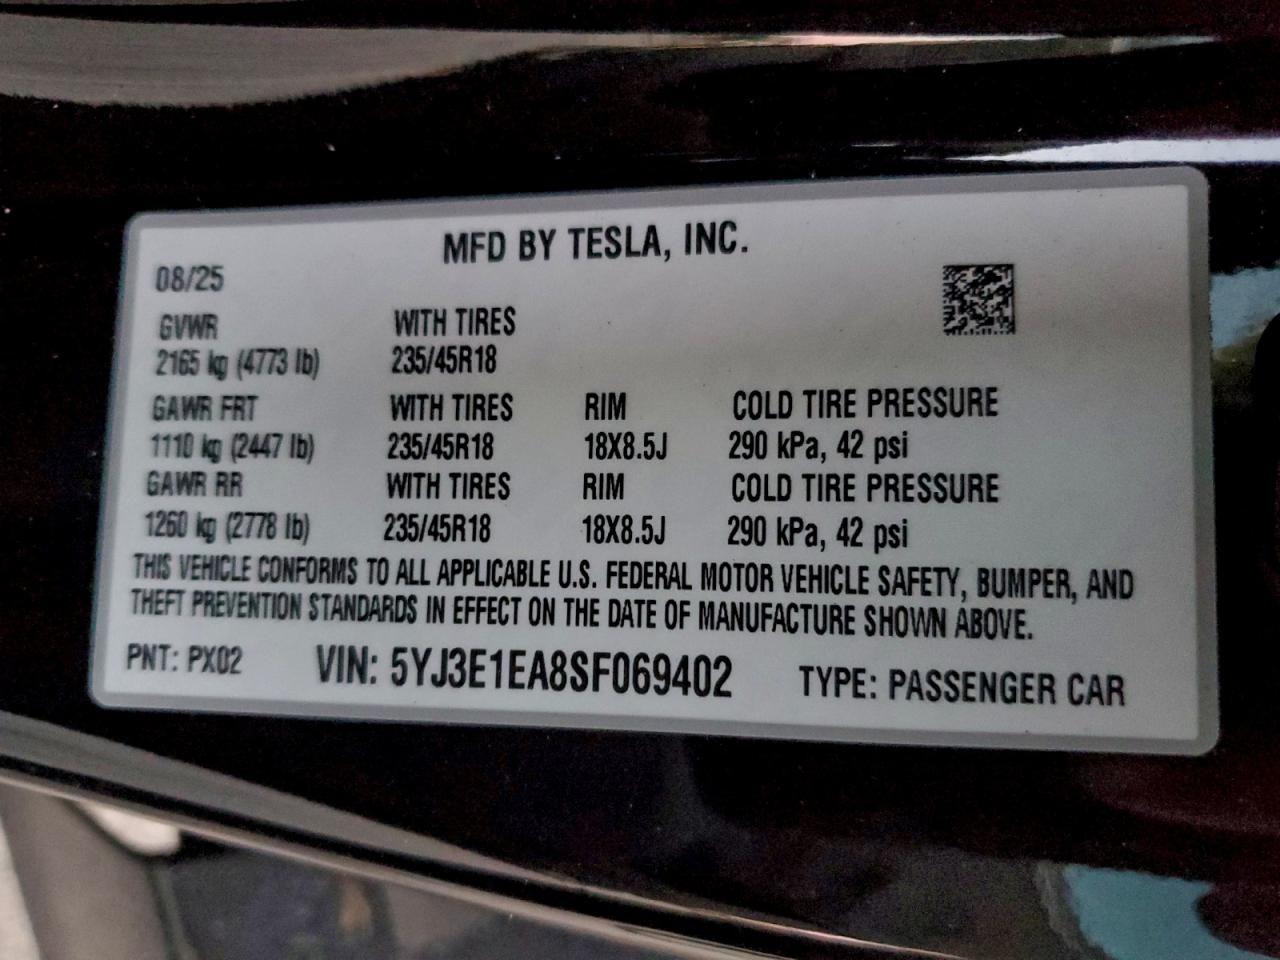 MFD BY TESLA, INC.
08/25
GVWR WITH TIRES
2165 kg (4773 lb) 235/45R18
GAWR FRT WITH TIRES RIM COLD TIRE PRESSURE
1110 kg (2447 lb) 235/45R18 18X8.5J 290 kPa, 42 psi
GAWR RR WITH TIRES RIM COLD TIRE PRESSURE
1260 kg (2778 lb) 235/45R18 18X8.5J 290 kPa, 42 psi
THIS VEHICLE CONFORMS TO ALL APPLICABLE U.S. FEDERAL MOTOR VEHICLE SAFETY, BUMPER, AND
THEFT PREVENTION STANDARDS IN EFFECT ON THE DATE OF MANUFACTURE SHOWN ABOVE.
PNT: PX02 VIN: 5YJ3E1EA8SF069402 TYPE: PASSENGER CAR